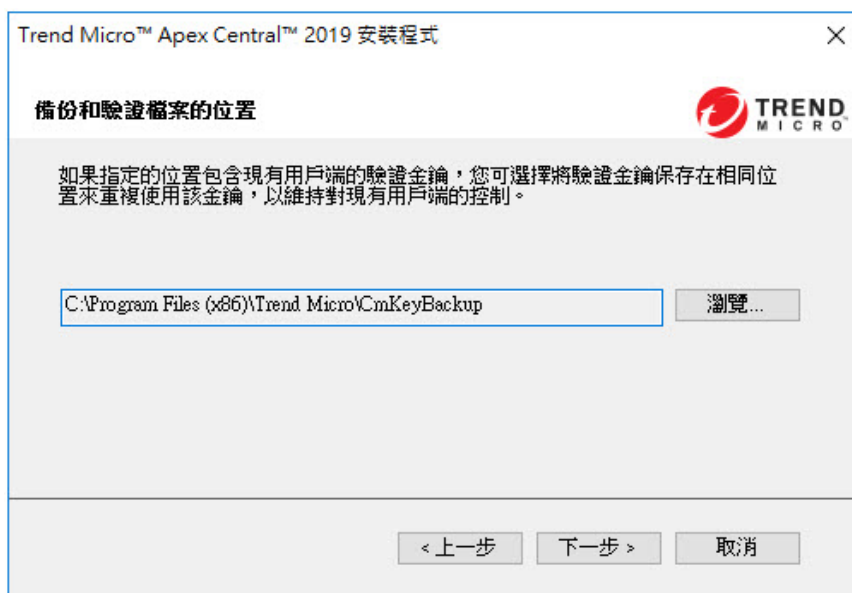 Trend Micro™ Apex Central™ 2019 安裝程式
備份和驗證檔案的位置
TREND
MICRO
如果指定的位置包含現有用戶端的驗證金鑰，您可選擇將驗證金鑰保存在相同位
置來重複使用該金鑰，以維持對現有用戶端的控制。
C:\Program Files (x86)\Trend Micro\CmKeyBackup
瀏覽...
<上一步
下一步 >
取消